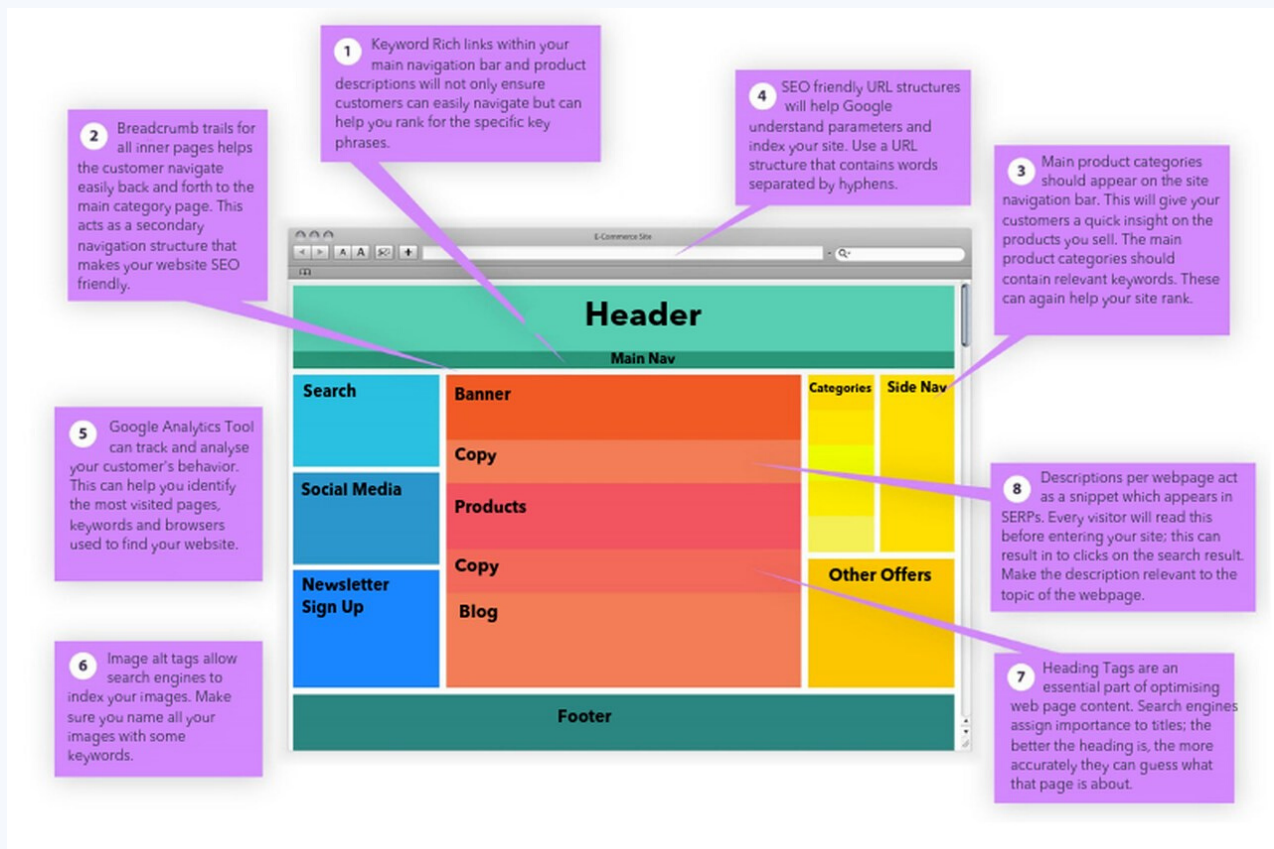 1 Keyword Rich links within your
main navigation bar and product
descriptions will not only ensure
customers can easily navigate but can
help you rank for the specific key
phrases.
4 SEO friendly URL structures
will help Google
understand parameters and
index your site. Use a URL
structure that contains words
separated by hyphens.
2 Breadcrumb trails for
all inner pages helps
the customer navigate
easily back and forth to the
main category page. This
acts as a secondary
navigation structure that
makes your website SEO
friendly.
3 Main product categories
should appear on the site
navigation bar. This will give your
customers a quick insight on the
products you sell. The main
product categories should
contain relevant keywords. These
can again help your site rank.
E-Commerce Site
A A
Header
Main Nav
Search
Social Media
Newsletter
Sign Up
Banner
Copy
Products
Copy
Blog
Categories
Side Nav
Other Offers
Footer
5 Google Analytics Tool
can track and analyse
your customer's behavior.
This can help you identify
the most visited pages,
keywords and browsers
used to find your website.
6 Image alt tags allow
search engines to
index your images. Make
sure you name all your
images with some
keywords.
8 Descriptions per webpage act
as a snippet which appears in
SERPs. Every visitor will read this
before entering your site; this can
result in to clicks on the search result.
Make the description relevant to the
topic of the webpage.
7 Heading Tags are an
essential part of optimising
web page content. Search engines
assign importance to titles; the
better the heading is, the more
accurately they can guess what
that page is about.